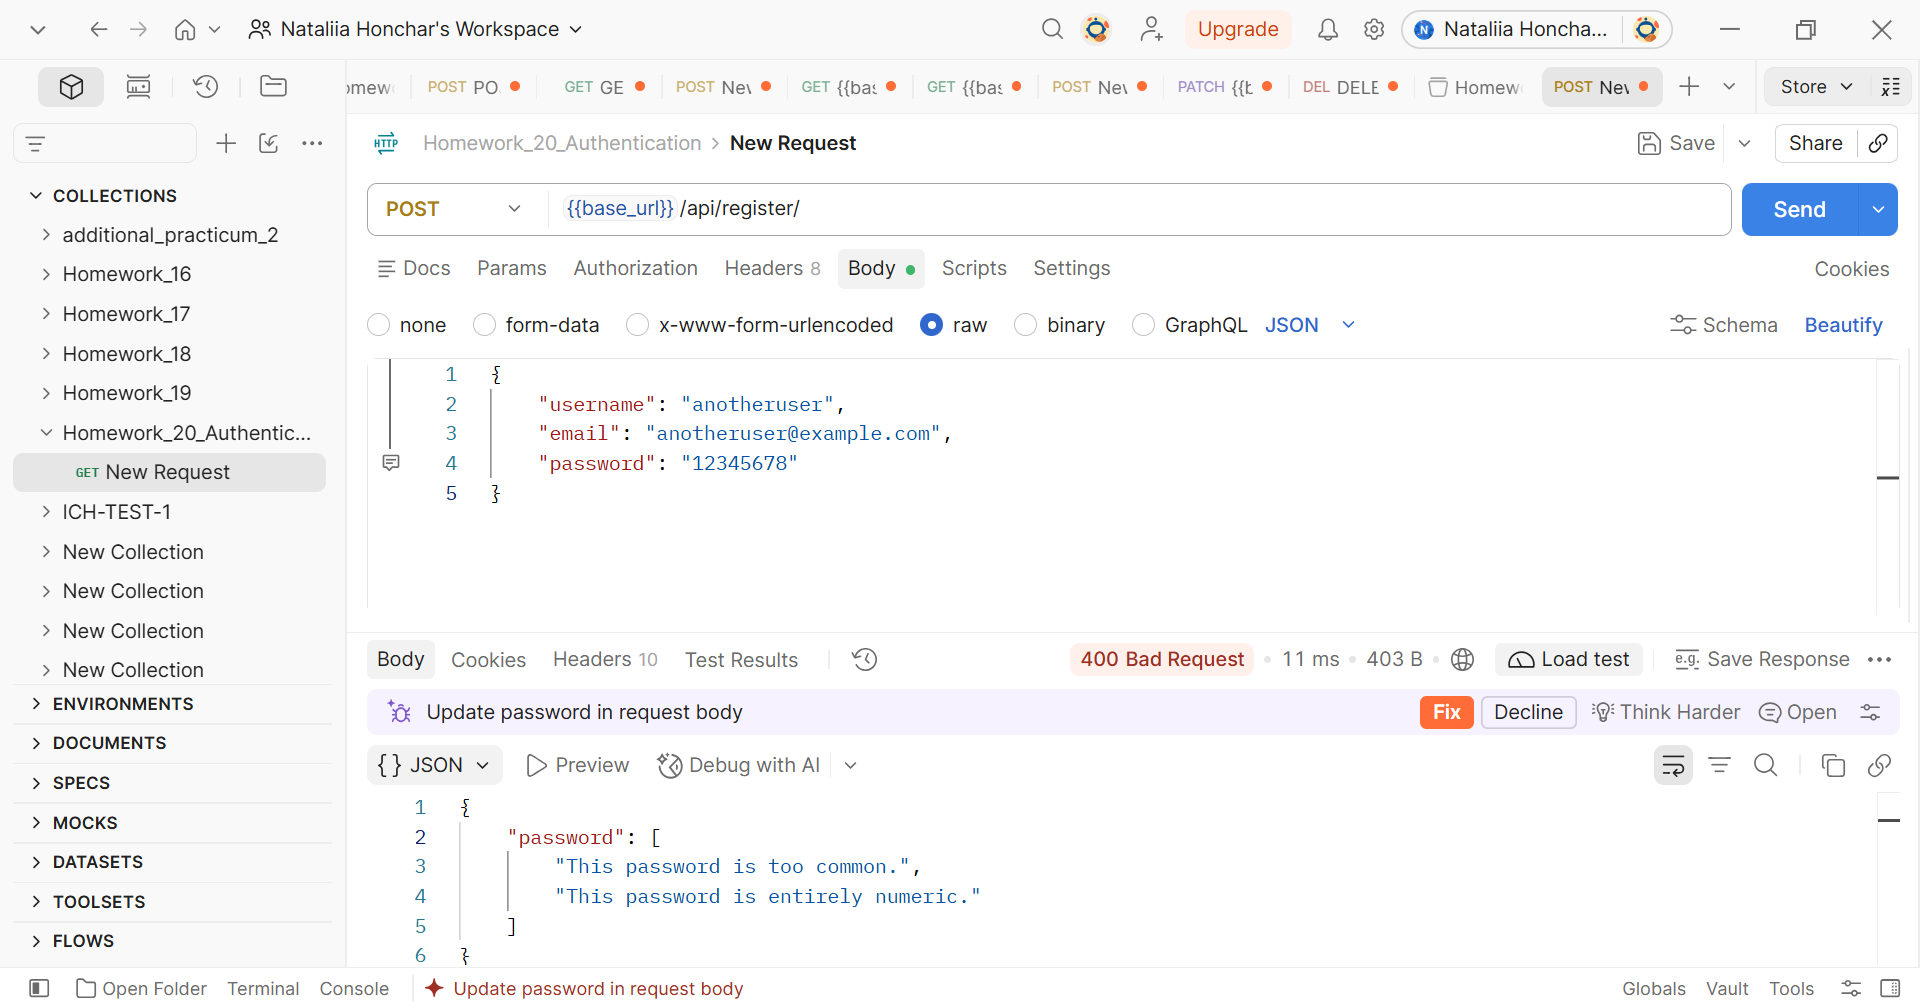 Nataliia Honchar's Workspace
Upgrade
Nataliia Honcha...
POST PO
GET GE
POST Nev
GET {{bas
GET {{bas
POST Nev
PATCH {{b
DEL DELE
Homew
POST Nev
Store
Homework_20_Authentication > New Request
Save
Share
COLLECTIONS
additional_practicum_2
Homework_16
Homework_17
Homework_18
Homework_19
Homework_20_Authentic...
GET New Request
ICH-TEST-1
New Collection
New Collection
New Collection
New Collection
ENVIRONMENTS
DOCUMENTS
SPECS
MOCKS
DATASETS
TOOLSETS
FLOWS
POST
{{base_url}} /api/register/
Send
Docs Params Authorization Headers 8 Body Scripts Settings
Cookies
none form-data x-www-form-urlencoded raw binary GraphQL JSON
Schema Beautify
1 {
2 "username": "anotheruser",
3 "email": "anotheruser@example.com",
4 "password": "12345678"
5 }
Body Cookies Headers 10 Test Results
400 Bad Request • 11 ms • 403 B •
Load test
e.g. Save Response
Update password in request body
Fix Decline Think Harder Open
{} JSON Preview Debug with AI
1 {
2 "password": [
3 "This password is too common.",
4 "This password is entirely numeric."
5 ]
6 }
Open Folder Terminal Console
Update password in request body
Globals Vault Tools